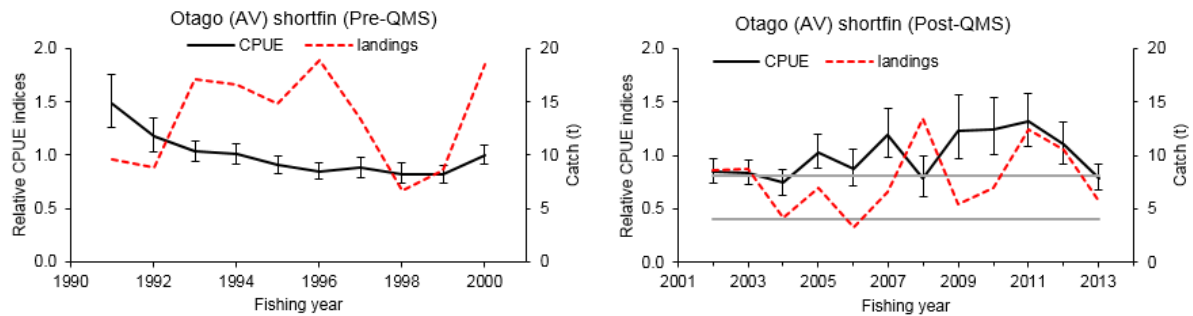 Otago (AV) shortfin (Pre-QMS)
CPUE landings
2.0
1.5
1.0
0.5
0.0
Relative CPUE indices
20
15
10
5
0
Catch (t)
1990 1992 1994 1996 1998 2000
Fishing year
Otago (AV) shortfin (Post-QMS)
CPUE landings
2.0
1.5
1.0
0.5
0.0
Relative CPUE indices
20
15
10
5
0
Catch (t)
2001 2003 2005 2007 2009 2011 2013
Fishing year